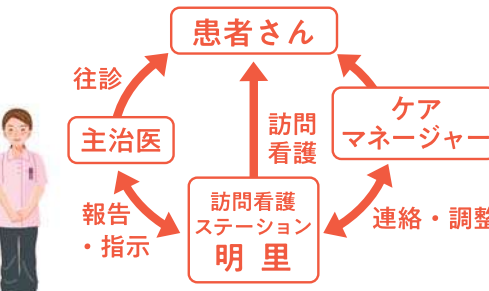 患者さん
往診
主治医
訪問
看護
ケア
マネージャー
報告
・指示
訪問看護
ステーション
明里
連絡・調整